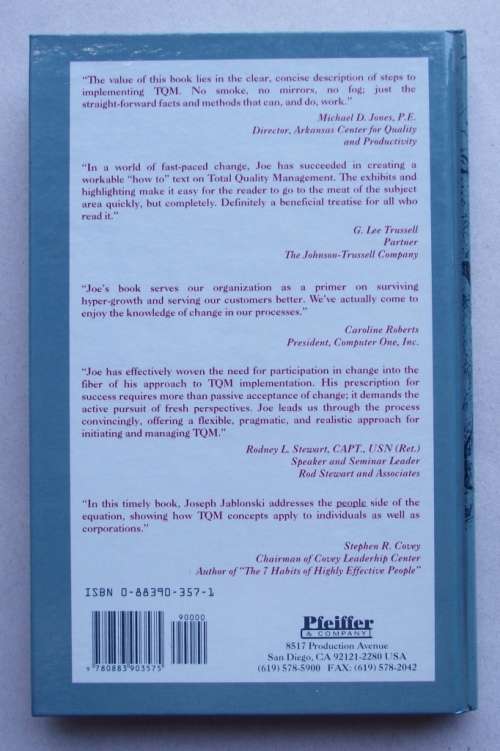 “The value of this book lies in the clear, concise description of steps to
implementing TQM. No smoke, no mirrors, no fog; just
the straight-forward facts and methods that can, and do, work.”
Michael D. Jones, P.E.
Director, Arkansas Center for Quality
and Productivity
“In a world of fast-paced change, Joe has succeeded in creating a
workable “how to” text on Total Quality Management. The exhibits and
highlighting make it easy for the reader to go to the meat of the subject
area quickly, but completely. Definitely a beneficial treatise for all who
read it.”
G. Lee Trussell
Partner
The Johnson-Trussell Company
“Joe’s book serves our organization as a primer on surviving
hyper-growth and serving our customers better. We’ve actually come to
enjoy the knowledge of change in our processes.”
Caroline Roberts
President, Computer One, Inc.
“Joe has effectively woven the need for participation in change into the
fiber of his approach to TQM implementation. His prescription for
success requires more than passive acceptance of change; it demands
the active pursuit of fresh perspectives. Joe leads us through the process
convincingly, offering a flexible, pragmatic, and realistic approach for
initiating and managing TQM.”
Rodney L. Stewart, CAPT., USN (Ret.)
Speaker and Seminar Leader
Rod Stewart and Associates
“In this timely book, Joseph Jablonski addresses the people side of the
equation, showing how TQM concepts apply to individuals as well as
corporations.”
Stephen R. Covey
Chairman of Covey Leadership Center
Author of “The 7 Habits of Highly Effective People”
ISBN 0-88390-357-1
90000
9 780883 903575
Pfeiffer
& COMPANY
8517 Production Avenue
San Diego, CA 92121-2280 USA
(619) 578-5900 FAX: (619) 578-2042